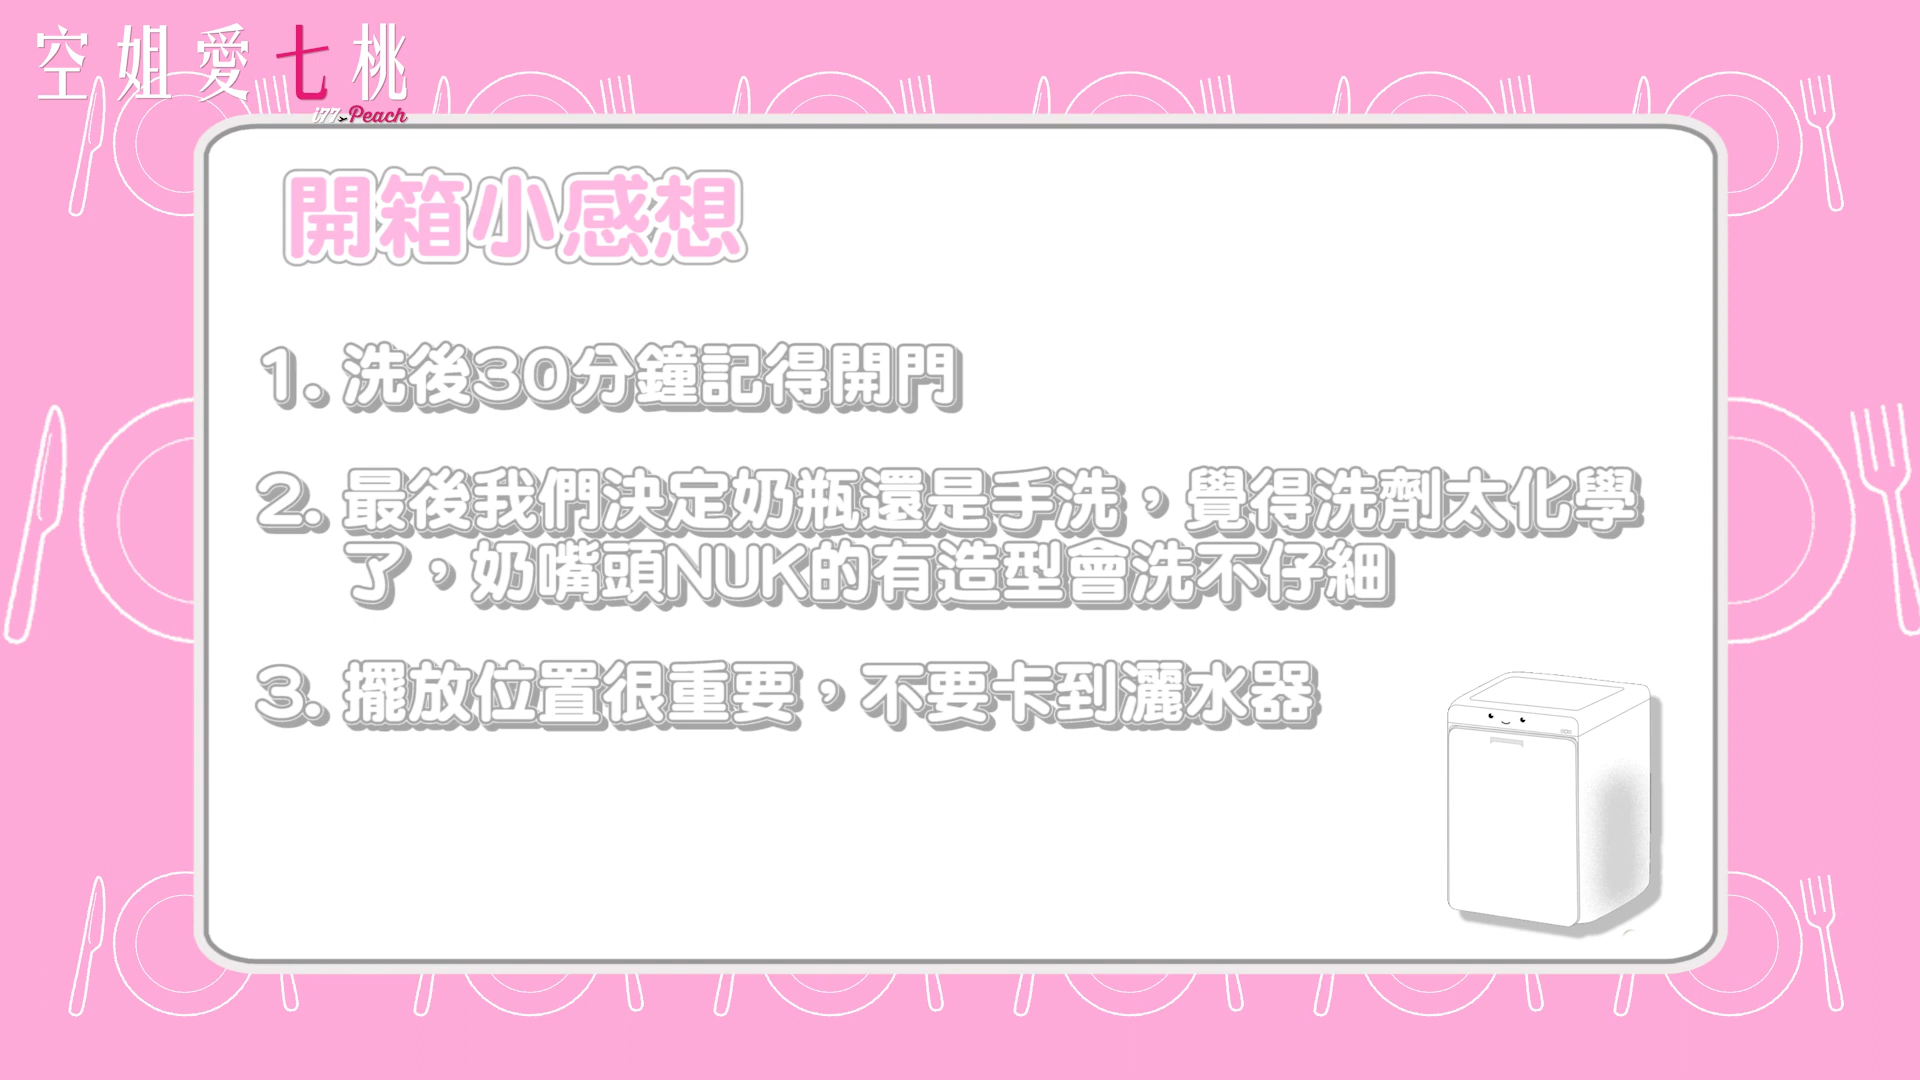 空姐愛七桃
i77 Peach
開箱小感想
1. 洗後30分鐘記得開門
2. 最後我們決定奶瓶還是手洗，覺得洗劑太化學
了，奶嘴頭NUK的有造型會洗不仔細
3. 擺放位置很重要，不要卡到灑水器